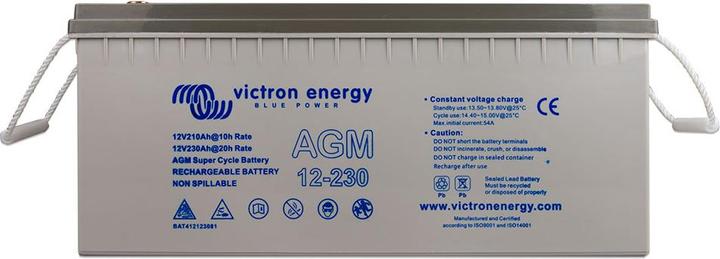 victron energy
BLUE POWER
12V210Ah@10h Rate
12V230Ah@20h Rate
AGM Super Cycle Battery
RECHARGEABLE BATTERY
NON SPILLABLE
BAT412123081
AGM
12-230
• Constant voltage charge
Standby use: 13.50~13.80V@25°C
Cycle use: 14.40~15.00V@25°C
Max.initial current: 54A
• Caution:
DO NOT short the battery terminals
DO NOT incinerate, crush, or disassemble
DO NOT charge in sealed container
Recharge after use
CE
Pb Pb
Sealed Lead Battery
Must be recycled
or disposed of properly
www.victronenergy.com
Manufactured and Certified
according to ISO9001 and ISO14001